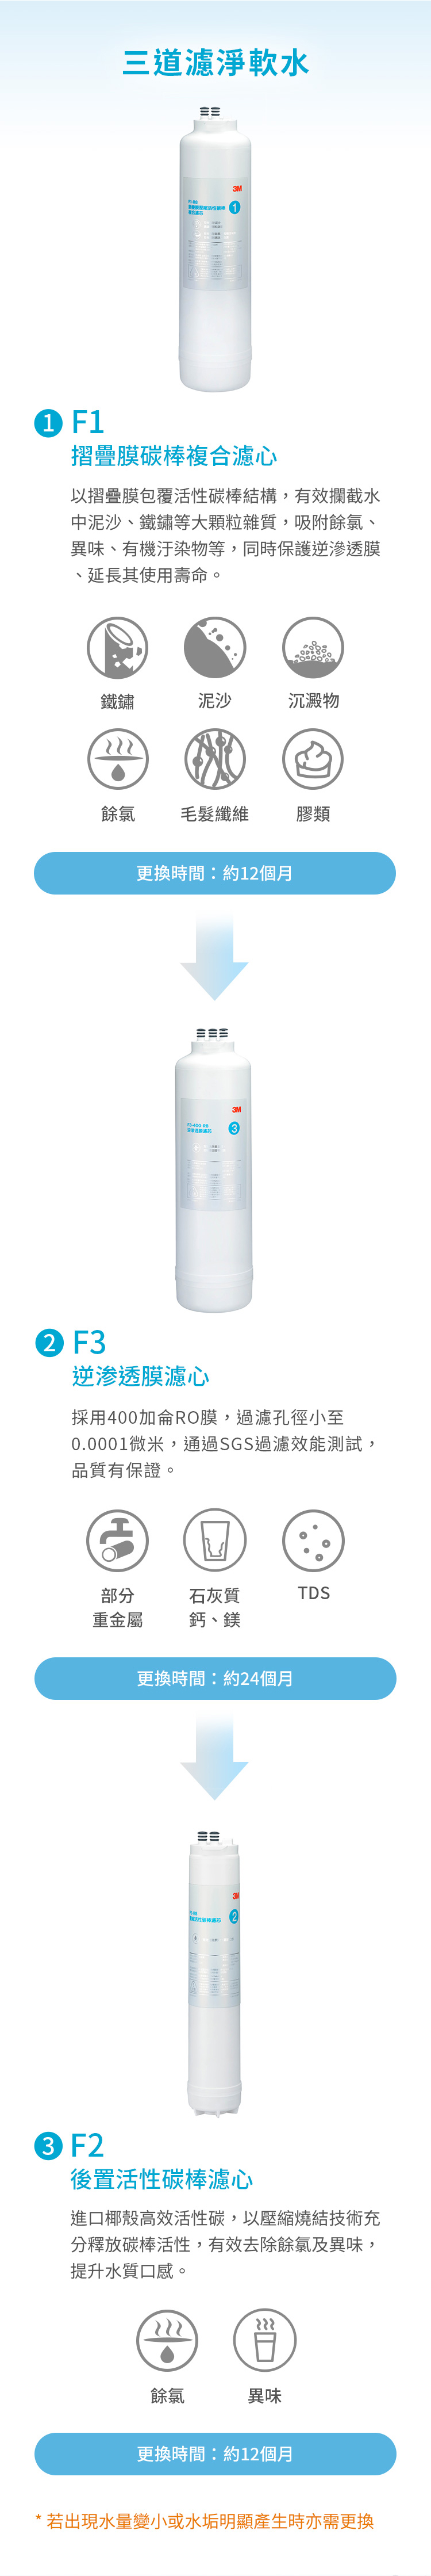 三道濾淨軟水
3M
1
1 F1
摺疊膜碳棒複合濾心
以摺疊膜包覆活性碳棒結構，有效攔截水
中泥沙、鐵鏽等大顆粒雜質，吸附餘氯、
異味、有機汙染物等，同時保護逆滲透膜
、延長其使用壽命。
鐵鏽 泥沙 沉澱物
餘氯 毛髮纖維 膠類
更換時間：約12個月
3M
F3-400-RB
3
2 F3
逆滲透膜濾心
採用400加侖RO膜，過濾孔徑小至
0.0001微米，通過SGS過濾效能測試，
品質有保證。
部分 石灰質 TDS
重金屬 鈣、鎂
更換時間：約24個月
3M
2
3 F2
後置活性碳棒濾心
進口椰殼高效活性碳，以壓縮燒結技術充
分釋放碳棒活性，有效去除餘氯及異味，
提升水質口感。
餘氯 異味
更換時間：約12個月
* 若出現水量變小或水垢明顯產生時亦需更換